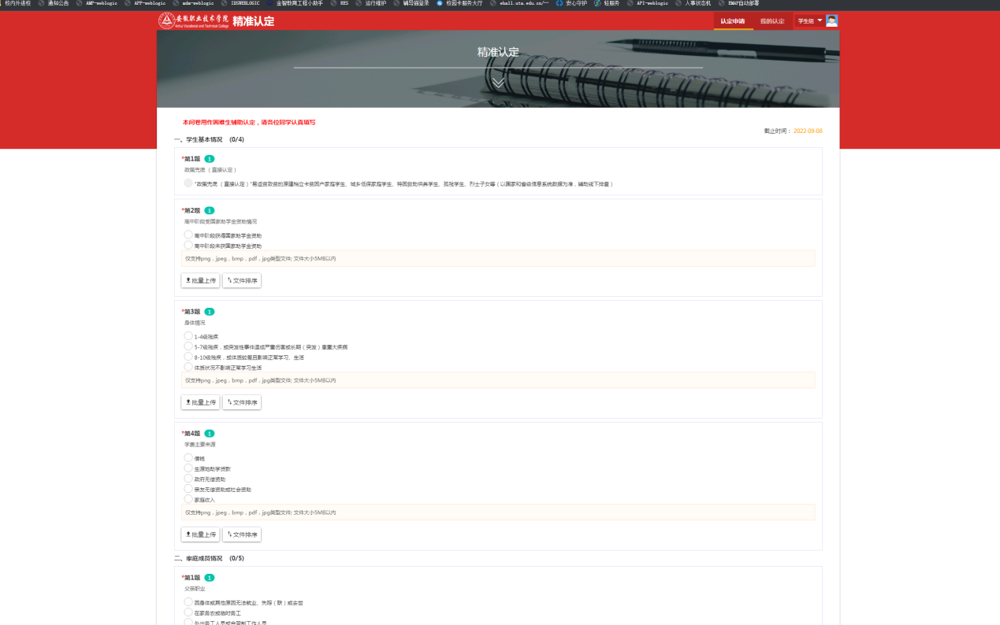 校内外进校 通知公告 AMP-weblogic APP-weblogic mdm-weblogic IDSWEBLOGIC 金智教育工程小助手 RES 运行维护 辅导猫登录 校园卡服务大厅 ehall.uta.edu.cn/… 安心守护 轻服务 API-weblogic 人事状态机 EMAP自动部署
安徽职业技术学院 精准认定 认定申请 我的认定 学生组
Anhui Vocational and Technical College
精准认定
本问卷用作困难生辅助认定，请各位同学认真填写
截止时间： 2022-09-08
一、学生基本情况 (0/4)
*第1题 1
政策兜底（直接认定）
"政策兜底（直接认定）"易返贫致贫的原建档立卡贫困户家庭学生、城乡低保家庭学生、特困救助供养学生、孤残学生、烈士子女等（以国家和省级信息系统数据为准，辅助线下排查）
*第2题 1
高中阶段受国家助学金资助情况
高中阶段获得国家助学金资助
高中阶段未获国家助学金资助
仅支持png，jpeg，bmp，pdf，jpg类型文件; 文件大小5MB以内
批量上传 文件排序
*第3题 1
身体情况
1-4级残疾
5-7级残疾，或突发性事件造成严重伤害或长期（突发）患重大疾病
8-10级残疾，或体质较差且影响正常学习、生活
体质状况不影响正常学习生活
仅支持png，jpeg，bmp，pdf，jpg类型文件; 文件大小5MB以内
批量上传 文件排序
*第4题 1
学费主要来源
借钱
生源地助学贷款
政府无偿资助
亲友无偿资助或社会资助
家庭收入
仅支持png，jpeg，bmp，pdf，jpg类型文件; 文件大小5MB以内
批量上传 文件排序
二、家庭成员情况 (0/5)
*第1题 1
父亲职业
因身体或其他原因无法就业、失踪（联）或去世
在家务农或临时务工
外出务工人员或合同制工作人员